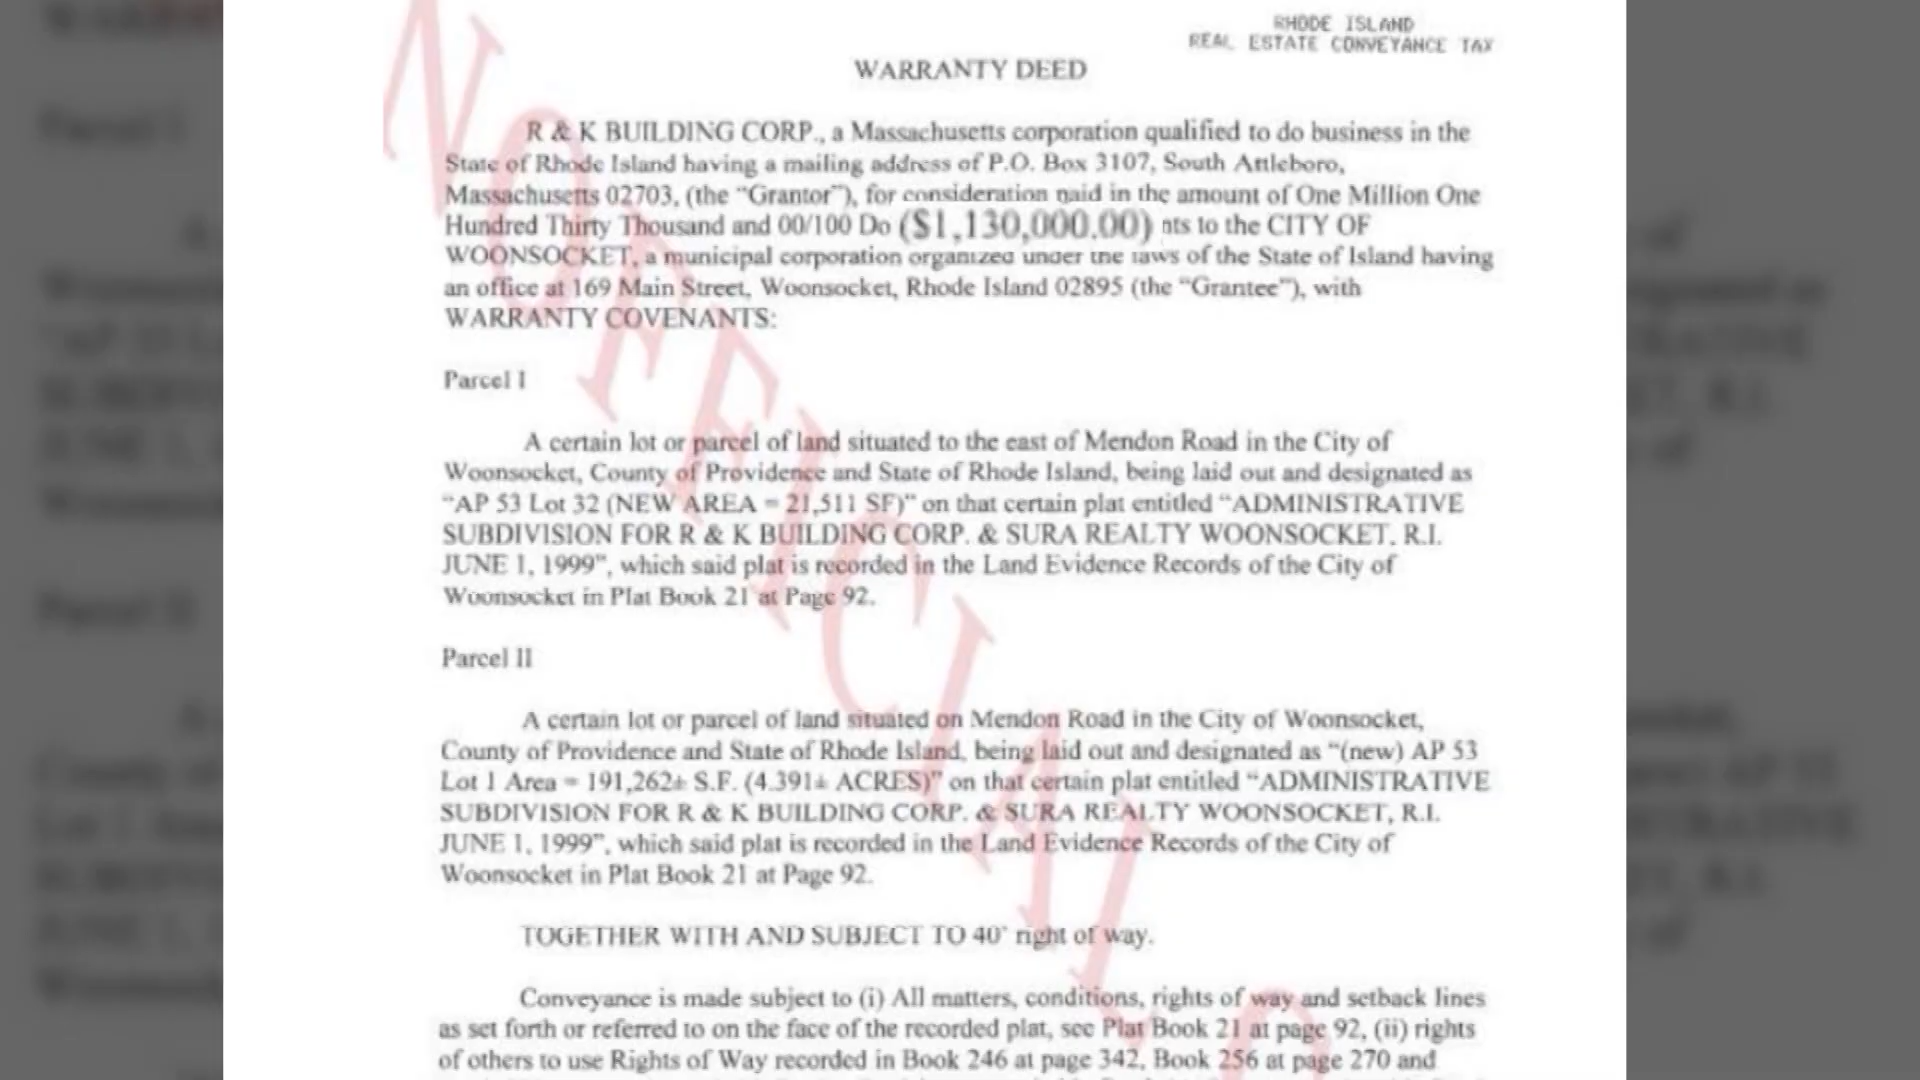 RHODE ISLAND
REAL ESTATE CONVEYANCE TAX
WARRANTY DEED
R & K BUILDING CORP., a Massachusetts corporation qualified to do business in the
State of Rhode Island having a mailing address of P.O. Box 3107, South Attleboro,
Massachusetts 02703, (the “Grantor”), for consideration paid in the amount of One Million One
Hundred Thirty Thousand and 00/100 Do ($1,130,000.00) nts to the CITY OF
WOONSOCKET, a municipal corporation organized under the laws of the State of Island having
an office at 169 Main Street, Woonsocket, Rhode Island 02895 (the “Grantee”), with
WARRANTY COVENANTS:
Parcel I
A certain lot or parcel of land situated to the east of Mendon Road in the City of
Woonsocket, County of Providence and State of Rhode Island, being laid out and designated as
“AP 53 Lot 32 (NEW AREA = 21,511 SF)” on that certain plat entitled “ADMINISTRATIVE
SUBDIVISION FOR R & K BUILDING CORP. & SURA REALTY WOONSOCKET, R.I.
JUNE 1, 1999”, which said plat is recorded in the Land Evidence Records of the City of
Woonsocket in Plat Book 21 at Page 92.
Parcel II
A certain lot or parcel of land situated on Mendon Road in the City of Woonsocket,
County of Providence and State of Rhode Island, being laid out and designated as “(new) AP 53
Lot 1 Area = 191,262± S.F. (4.391± ACRES)” on that certain plat entitled “ADMINISTRATIVE
SUBDIVISION FOR R & K BUILDING CORP. & SURA REALTY WOONSOCKET, R.I.
JUNE 1, 1999”, which said plat is recorded in the Land Evidence Records of the City of
Woonsocket in Plat Book 21 at Page 92.
TOGETHER WITH AND SUBJECT TO 40' right of way.
Conveyance is made subject to (i) All matters, conditions, rights of way and setback lines
as set forth or referred to on the face of the recorded plat, see Plat Book 21 at page 92, (ii) rights
of others to use Rights of Way recorded in Book 246 at page 342, Book 256 at page 270 and
NOFFICIAL C